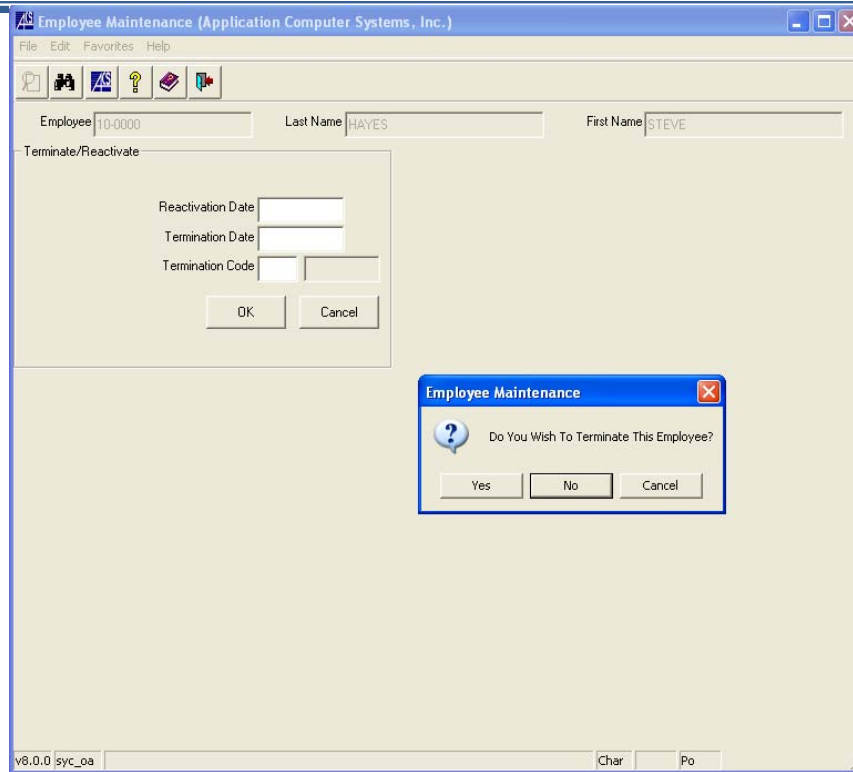 Employee Maintenance (Application Computer Systems, Inc.)
File Edit Favorites Help
Employee 10-0000 Last Name HAYES First Name STEVE
Terminate/Reactivate
Reactivation Date
Termination Date
Termination Code
OK Cancel
Employee Maintenance
Do You Wish To Terminate This Employee?
Yes No Cancel
v8.0.0 syc_oa Char Po